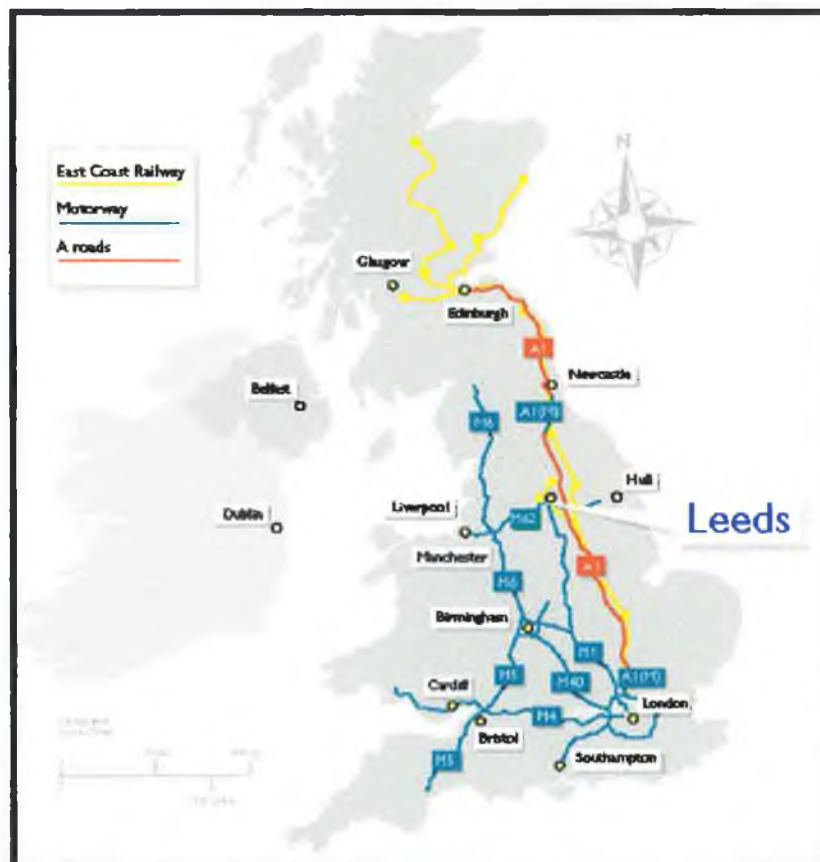 N
East Coast Railway
Motorway
A roads
Glasgow
Edinburgh
A1
Newcastle
Belfast
A1(M)
M6
Hull
Dublin
Liverpool
M62
Leeds
Manchester
A1
M6
Birmingham
M1
M5
M40
A1(M)
Cardiff
London
M4
Bristol
M5
Southampton